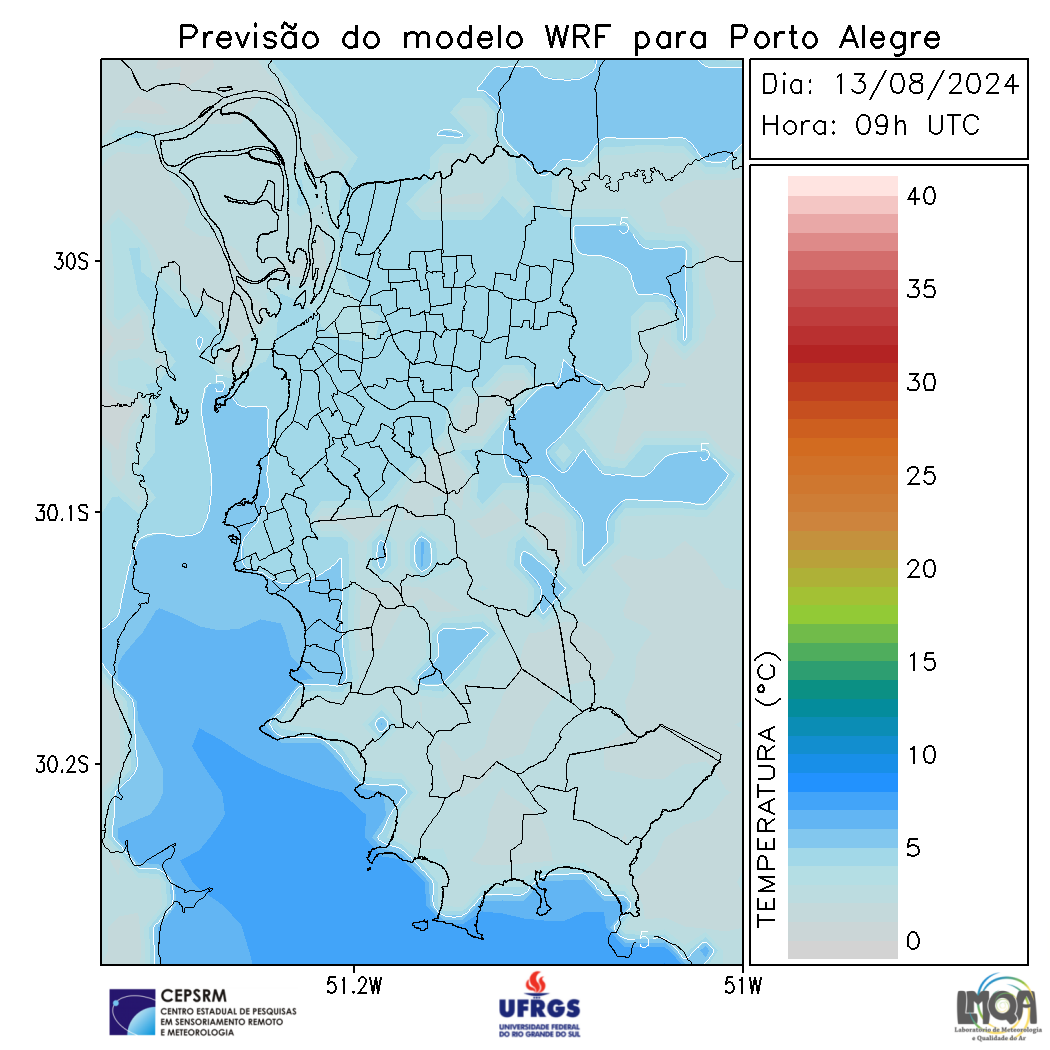 Previsão do modelo WRF para Porto Alegre
Dia: 13/08/2024
Hora: 09h UTC
40
35
30
25
20
15
10
5
0
TEMPERATURA (°C)
30S
30.1S
30.2S
51.2W
51W
5
5
5
5
CEPSRM
CENTRO ESTADUAL DE PESQUISAS
EM SENSORIAMENTO REMOTO
E METEOROLOGIA
UFRGS
UNIVERSIDADE FEDERAL
DO RIO GRANDE DO SUL
LMQA
Laboratório de Meteorologia
e Qualidade do Ar